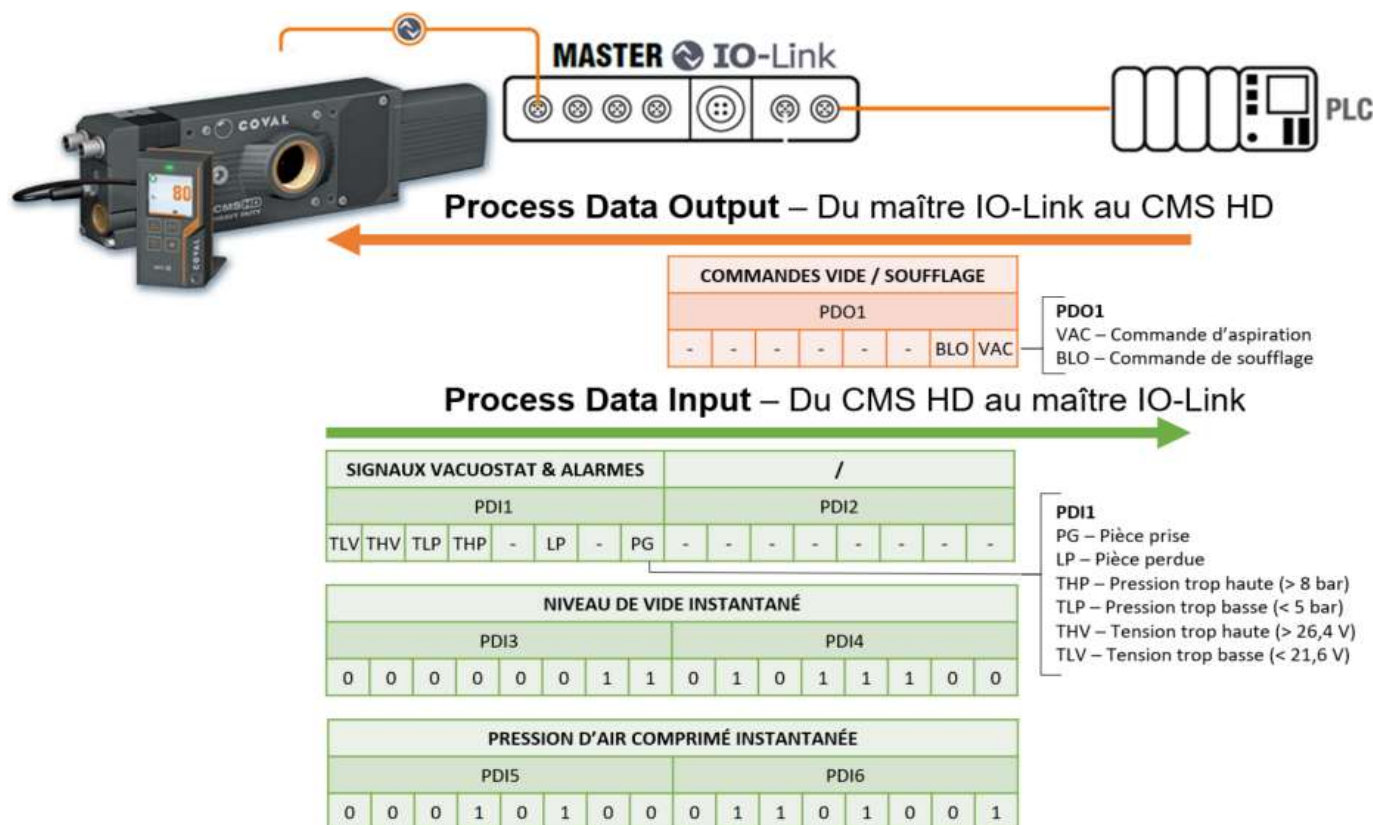 MASTER IO-Link
COVAL
CMS HD
HEAVY DUTY
80
COVAL
PLC
Process Data Output – Du maître IO-Link au CMS HD
COMMANDES VIDE / SOUFFLAGE
PDO1
- - - - - - BLO VAC
PDO1
VAC – Commande d'aspiration
BLO – Commande de soufflage
Process Data Input – Du CMS HD au maître IO-Link
SIGNAUX VACUOSTAT & ALARMES /
PDI1 PDI2
TLV THV TLP THP - LP - PG - - - - - - - -
PDI1
PG – Pièce prise
LP – Pièce perdue
THP – Pression trop haute (> 8 bar)
TLP – Pression trop basse (< 5 bar)
THV – Tension trop haute (> 26,4 V)
TLV – Tension trop basse (< 21,6 V)
NIVEAU DE VIDE INSTANTANÉ
PDI3 PDI4
0 0 0 0 0 0 1 1 0 1 0 1 1 1 0 0
PRESSION D'AIR COMPRIMÉ INSTANTANÉE
PDI5 PDI6
0 0 0 1 0 1 0 0 0 1 1 0 1 0 0 1